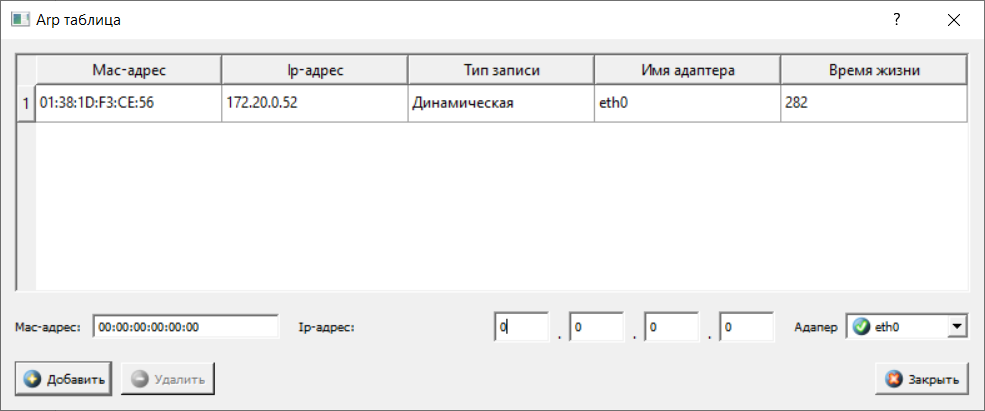 Arp таблица
Mac-адрес Ip-адрес Тип записи Имя адаптера Время жизни
1 01:38:1D:F3:CE:56 172.20.0.52 Динамическая eth0 282
Mac-адрес: 00:00:00:00:00:00 Ip-адрес: 0 . 0 . 0 . 0 Адапер eth0
Добавить Удалить Закрыть